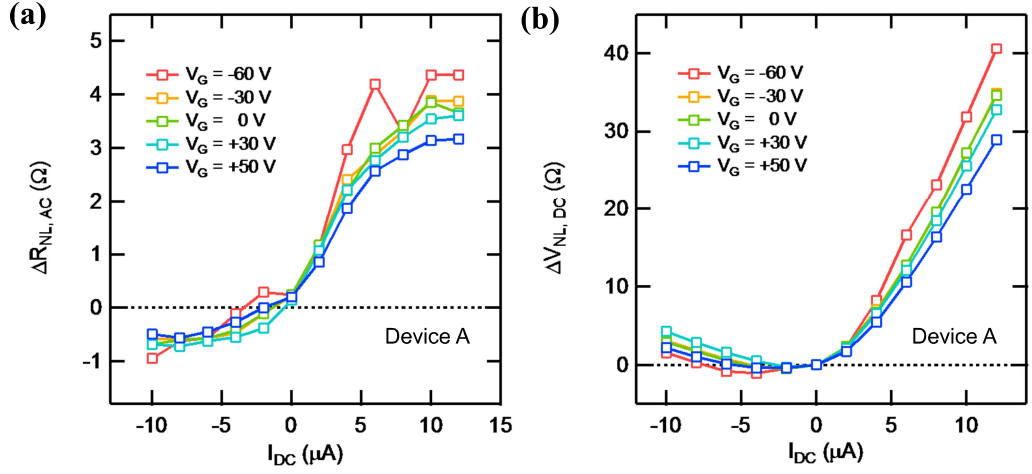 (a)
5
4
3
2
1
0
-1
ΔR_NL, AC (Ω)
V_G = -60 V
V_G = -30 V
V_G = 0 V
V_G = +30 V
V_G = +50 V
Device A
-10 -5 0 5 10 15
I_DC (μA)
(b)
40
30
20
10
0
ΔV_NL, DC (Ω)
V_G = -60 V
V_G = -30 V
V_G = 0 V
V_G = +30 V
V_G = +50 V
Device A
-10 -5 0 5 10
I_DC (μA)